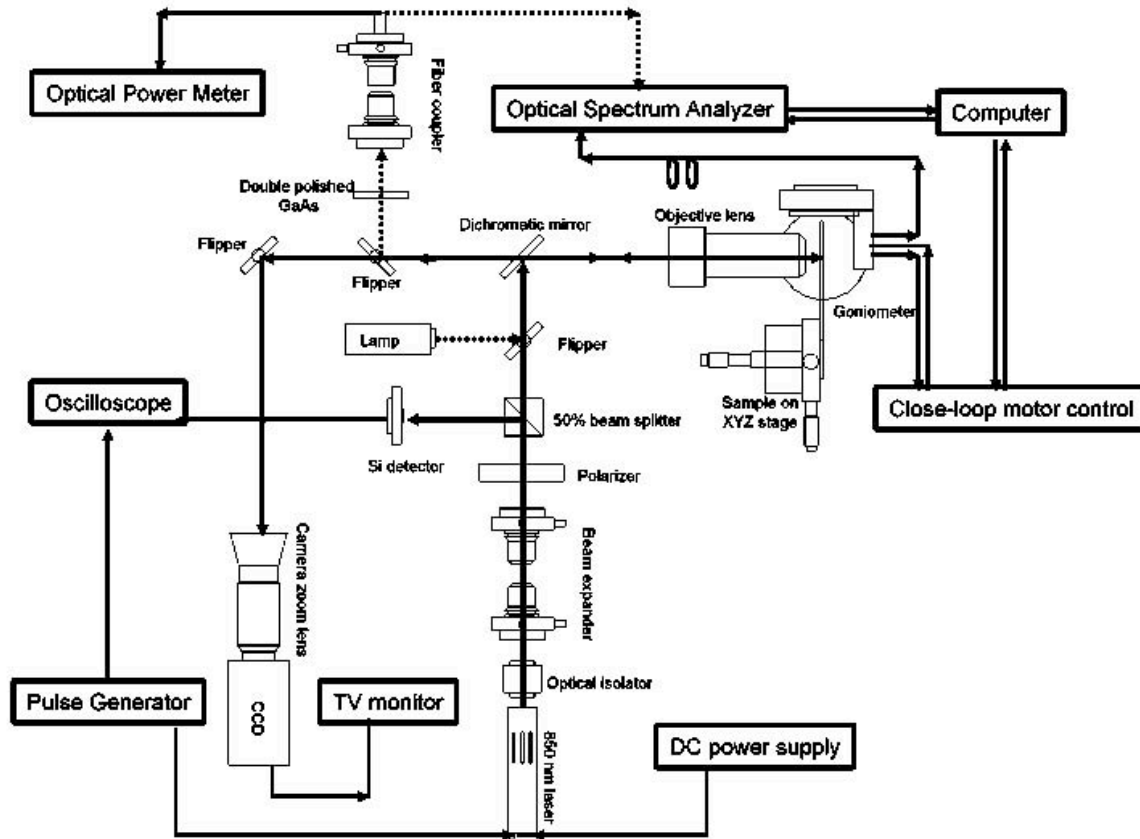 Optical Power Meter
Fiber coupler
Optical Spectrum Analyzer
Computer
Double polished
GaAs
Objective lens
Dichromatic mirror
Flipper
Flipper
Goniometer
Lamp
Flipper
Oscilloscope
50% beam splitter
Sample on
XYZ stage
Close-loop motor control
Si detector
Polarizer
Camera zoom lens
Beam expander
Optical isolator
Pulse Generator
CCD
TV monitor
850 nm laser
DC power supply